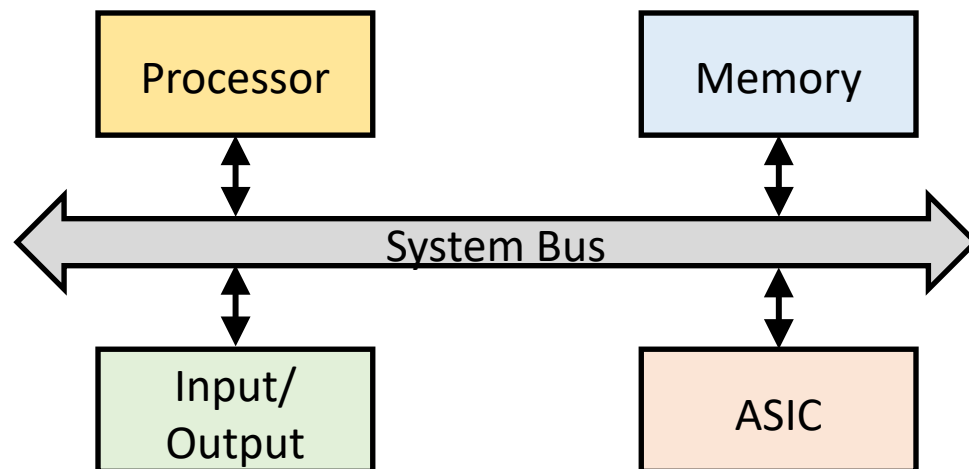 Processor
Memory
System Bus
Input/
Output
ASIC